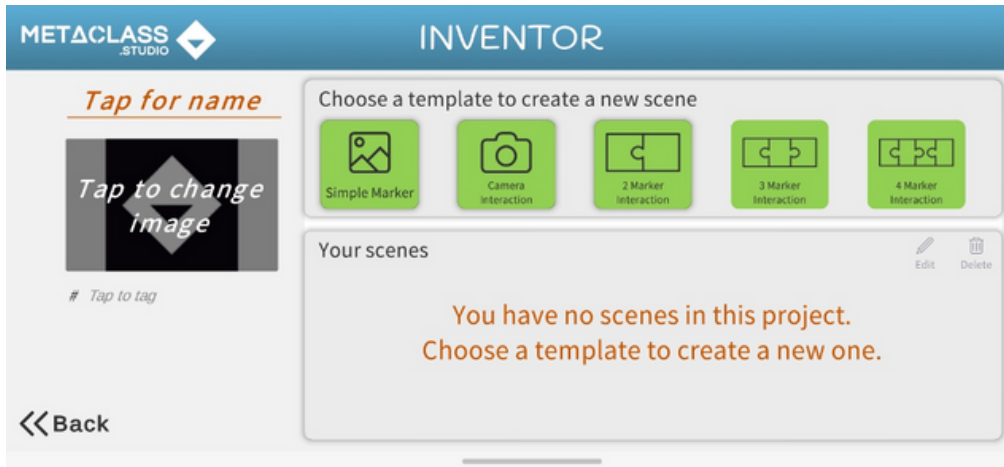 METACLASS
.STUDIO
INVENTOR
Tap for name
Tap to change
image
# Tap to tag
Back
Choose a template to create a new scene
Simple Marker
Camera
Interaction
2 Marker
Interaction
3 Marker
Interaction
4 Marker
Interaction
Your scenes
Edit
Delete
You have no scenes in this project.
Choose a template to create a new one.